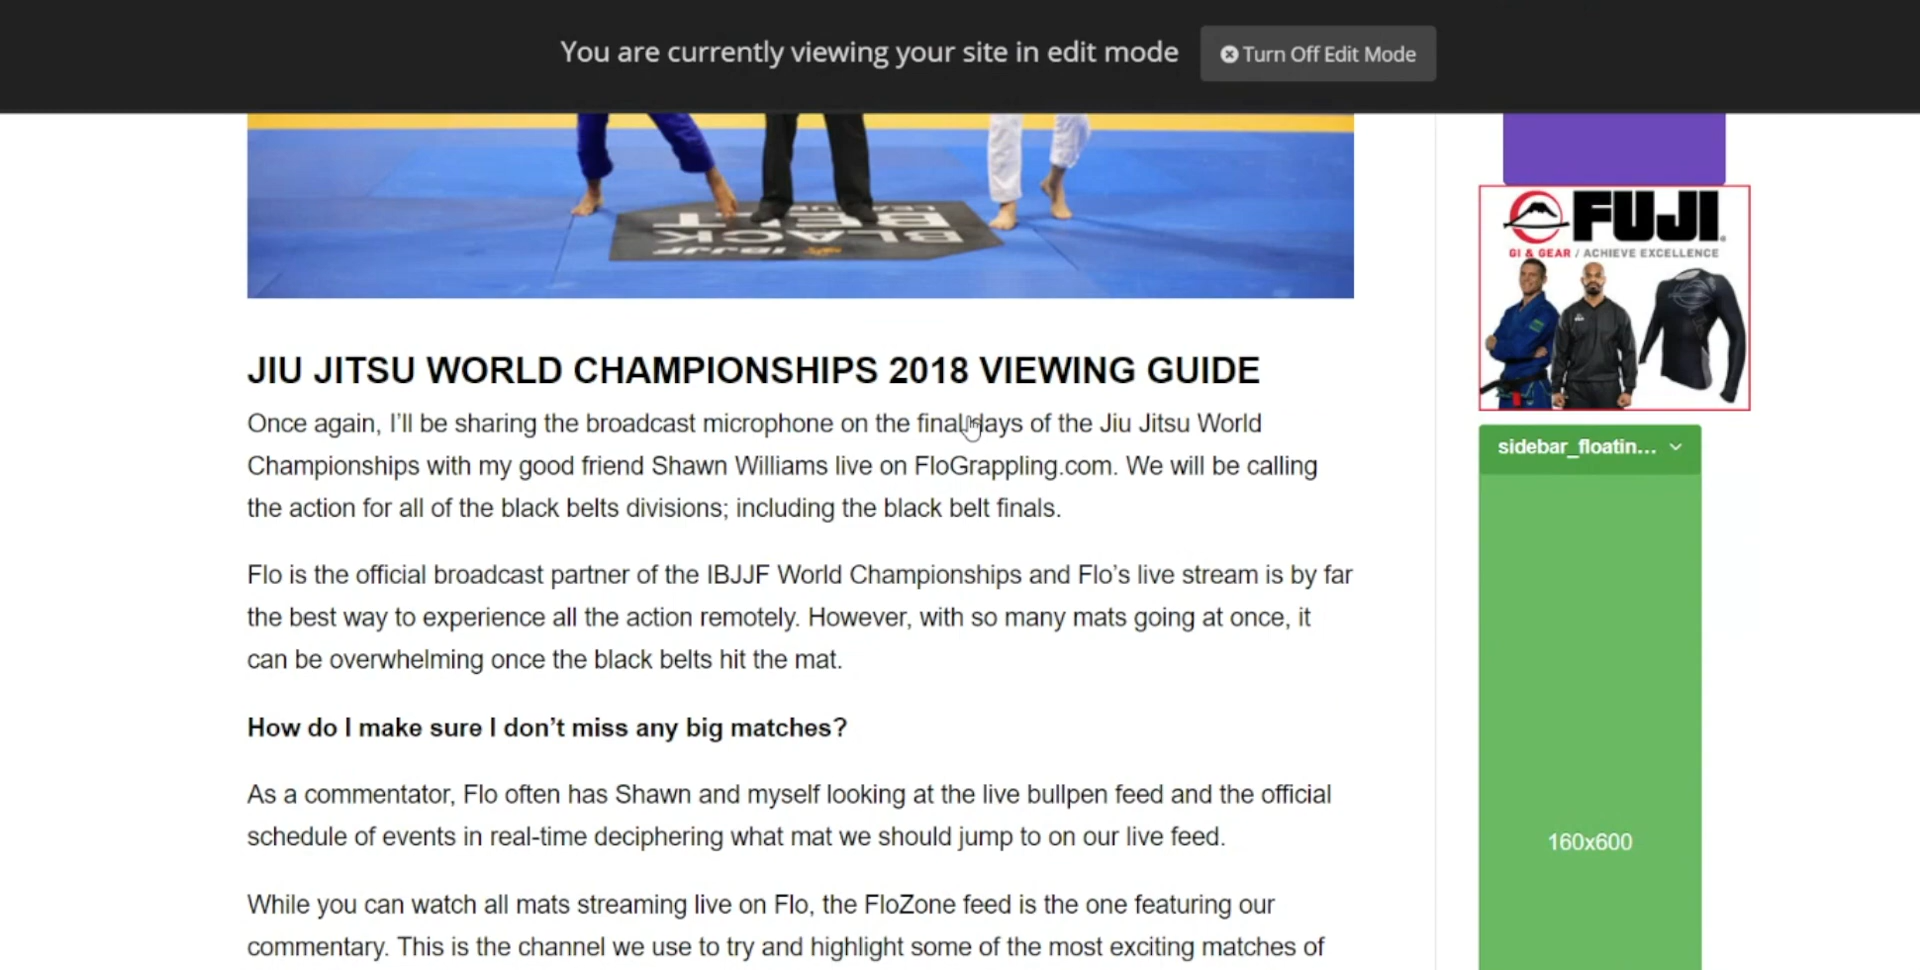 You are currently viewing your site in edit mode
Turn Off Edit Mode
BLACK
BELT
LEAGUE
IBJJF
FUJI
GI & GEAR / ACHIEVE EXCELLENCE
sidebar_floatin...
160x600
JIU JITSU WORLD CHAMPIONSHIPS 2018 VIEWING GUIDE
Once again, I’ll be sharing the broadcast microphone on the final days of the Jiu Jitsu World
Championships with my good friend Shawn Williams live on FloGrappling.com. We will be calling
the action for all of the black belts divisions; including the black belt finals.
Flo is the official broadcast partner of the IBJJF World Championships and Flo’s live stream is by far
the best way to experience all the action remotely. However, with so many mats going at once, it
can be overwhelming once the black belts hit the mat.
How do I make sure I don’t miss any big matches?
As a commentator, Flo often has Shawn and myself looking at the live bullpen feed and the official
schedule of events in real-time deciphering what mat we should jump to on our live feed.
While you can watch all mats streaming live on Flo, the FloZone feed is the one featuring our
commentary. This is the channel we use to try and highlight some of the most exciting matches of